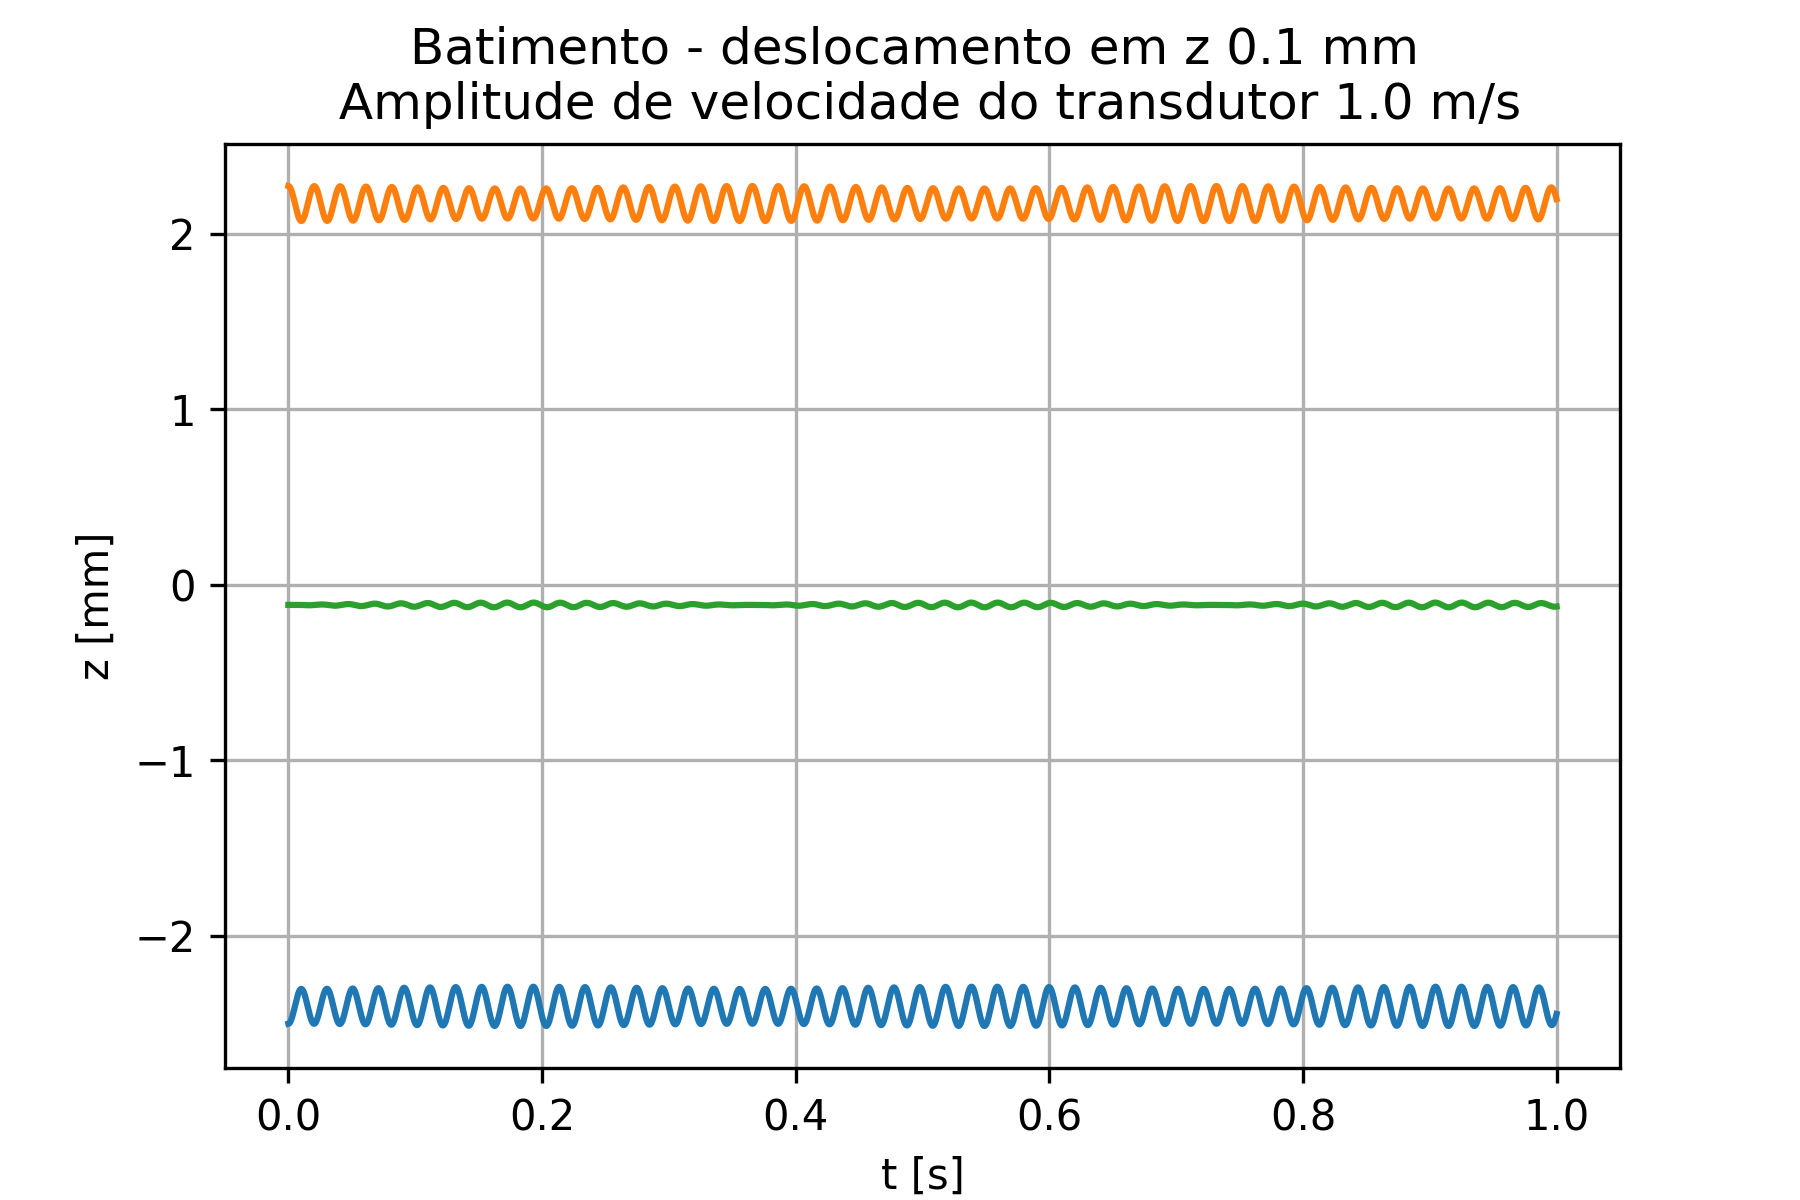 Batimento - deslocamento em z 0.1 mm
Amplitude de velocidade do transdutor 1.0 m/s
2
1
0
−1
−2
z [mm]
0.0 0.2 0.4 0.6 0.8 1.0
t [s]